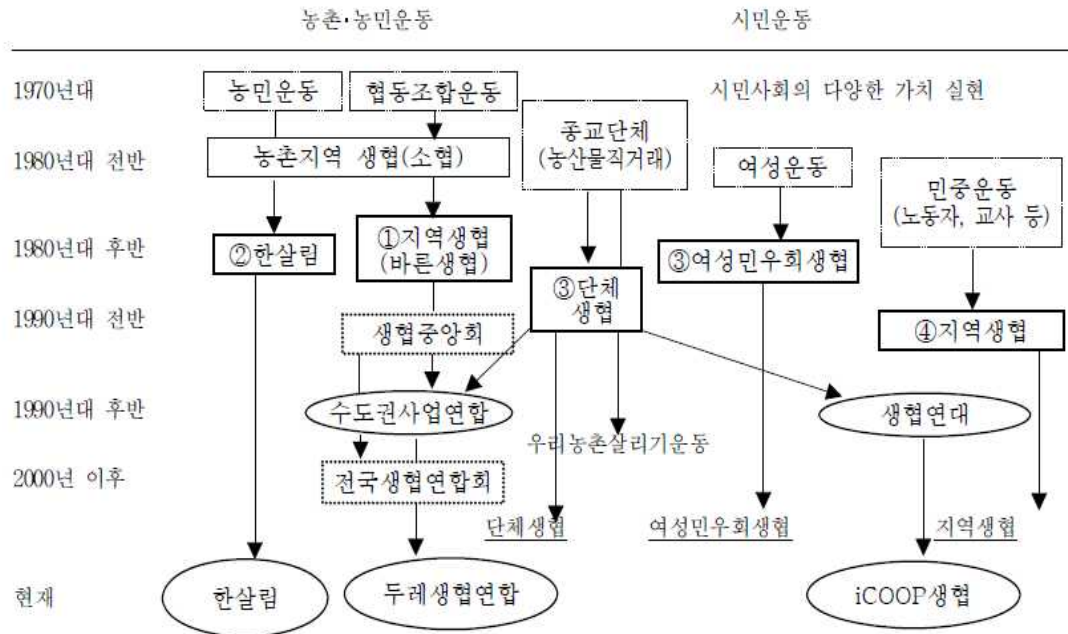 농촌·농민운동 시민운동
1970년대 농민운동 협동조합운동 시민사회의 다양한 가치 실현
종교단체
(농산물직거래)
1980년대 전반 농촌지역 생협(소협) 여성운동
민중운동
(노동자, 교사 등)
1980년대 후반 ②한살림 ①지역생협
(바른생협)
③여성민우회생협
③단체
생협
1990년대 전반 생협중앙회 ④지역생협
1990년대 후반 수도권사업연합 생협연대
우리농촌살리기운동
2000년 이후 전국생협연합회
단체생협 여성민우회생협 지역생협
현재 한살림 두레생협연합 iCOOP생협